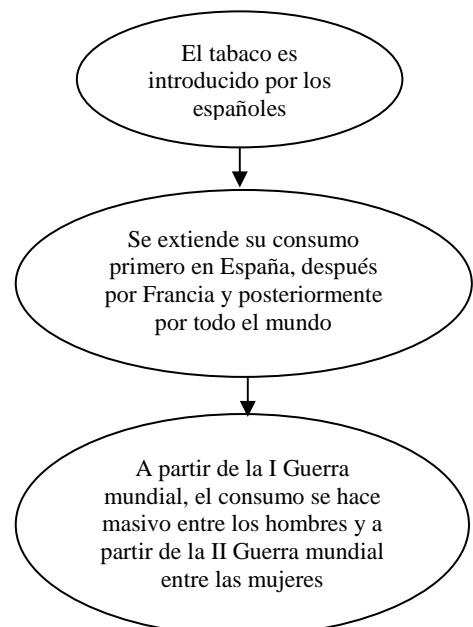 El tabaco es
introducido por los
españoles
Se extiende su consumo
primero en España, después
por Francia y posteriormente
por todo el mundo
A partir de la I Guerra
mundial, el consumo se hace
masivo entre los hombres y a
partir de la II Guerra mundial
entre las mujeres